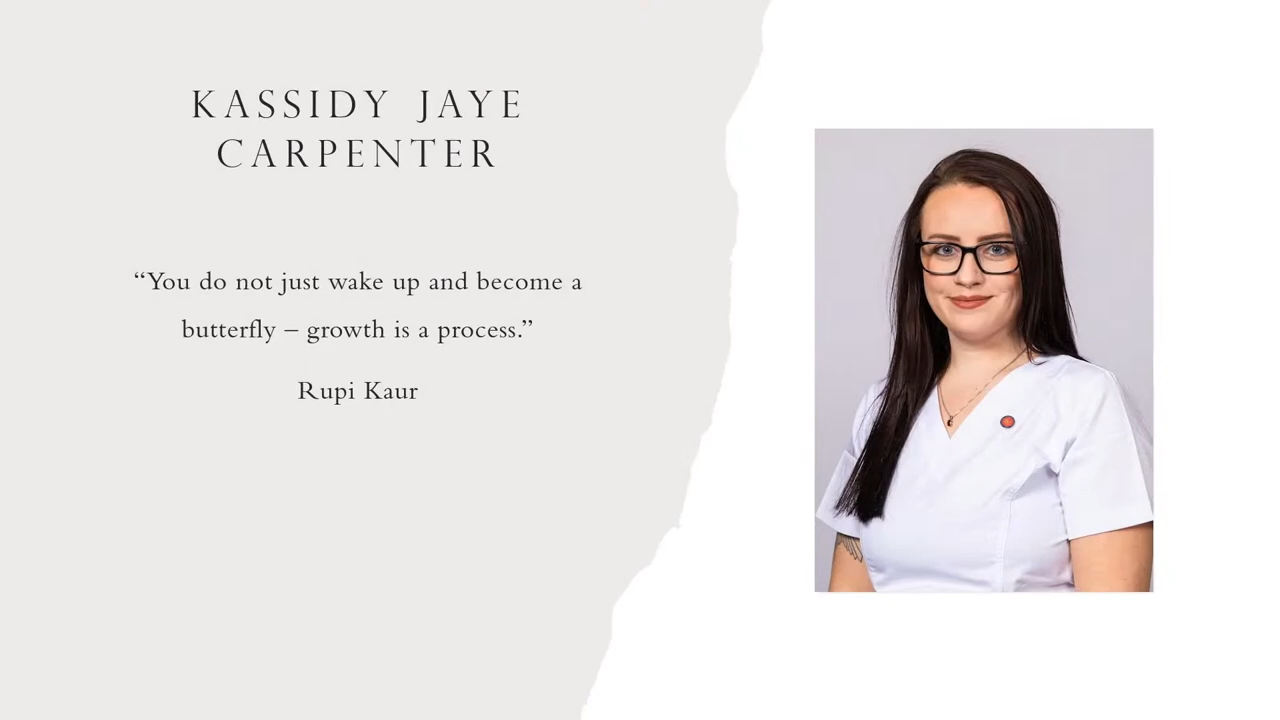 KASSIDY JAYE
CARPENTER
“You do not just wake up and become a
butterfly – growth is a process.”
Rupi Kaur